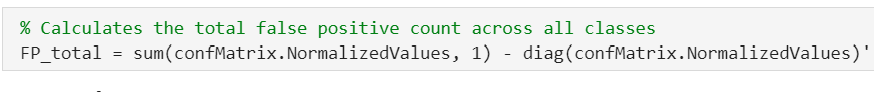 % Calculates the total false positive count across all classes
FP_total = sum(confMatrix.NormalizedValues, 1) - diag(confMatrix.NormalizedValues)'